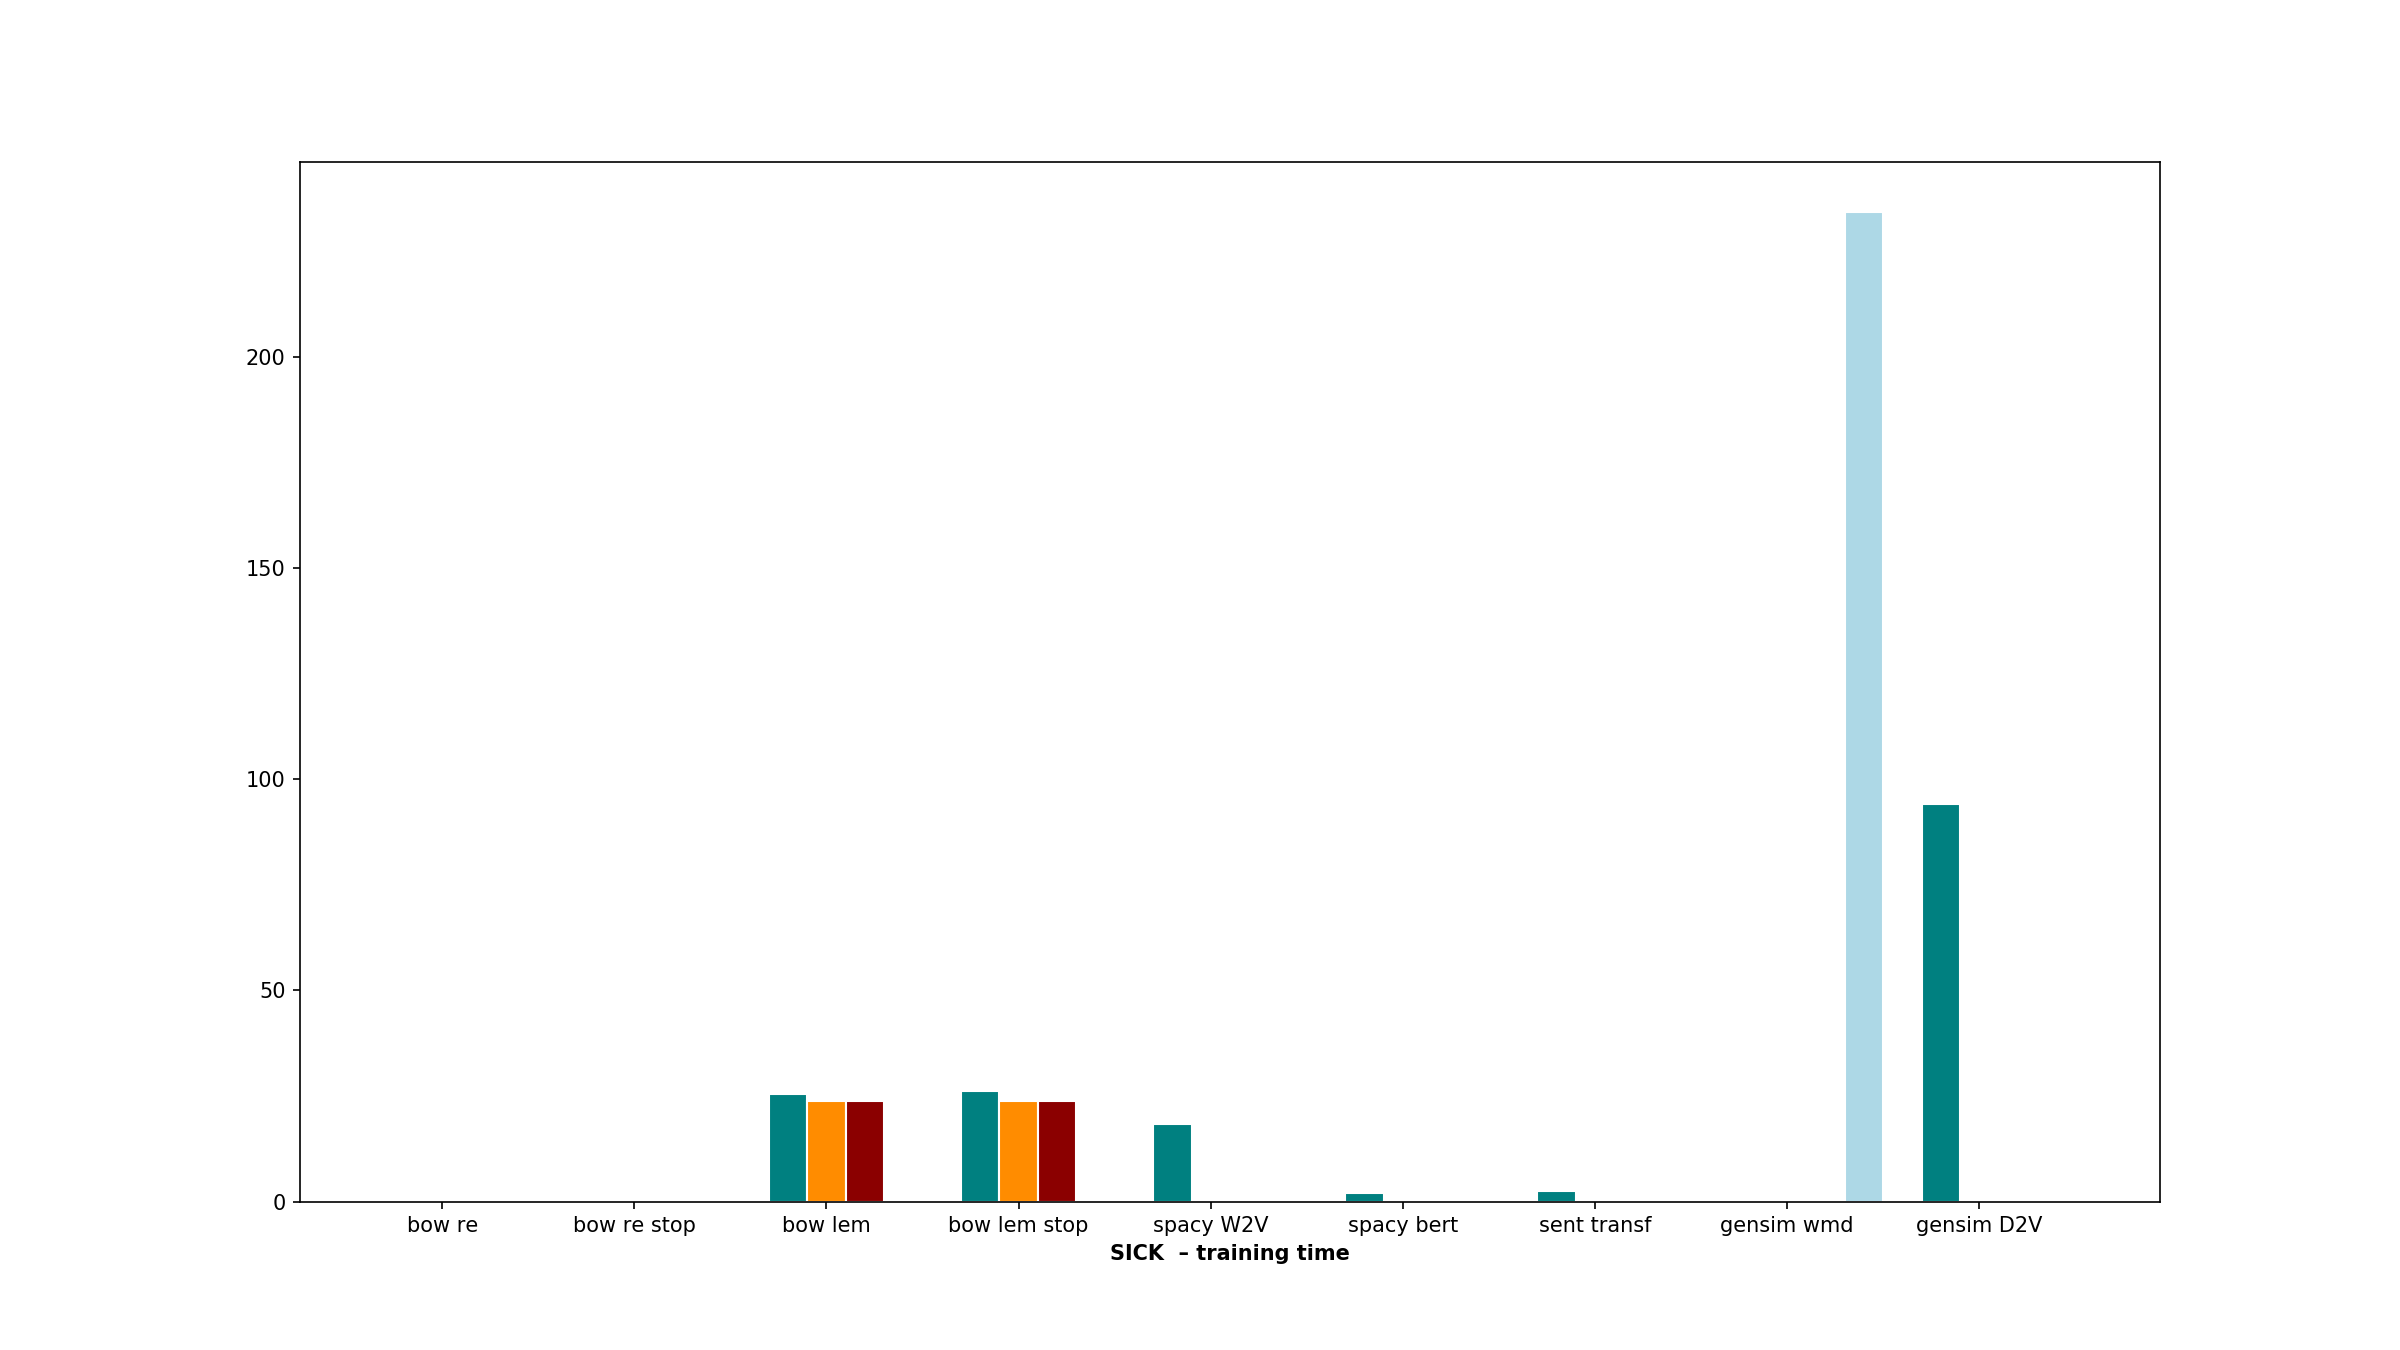 200
150
100
50
0
bow re bow re stop bow lem bow lem stop spacy W2V spacy bert sent transf gensim wmd gensim D2V
SICK  – training time